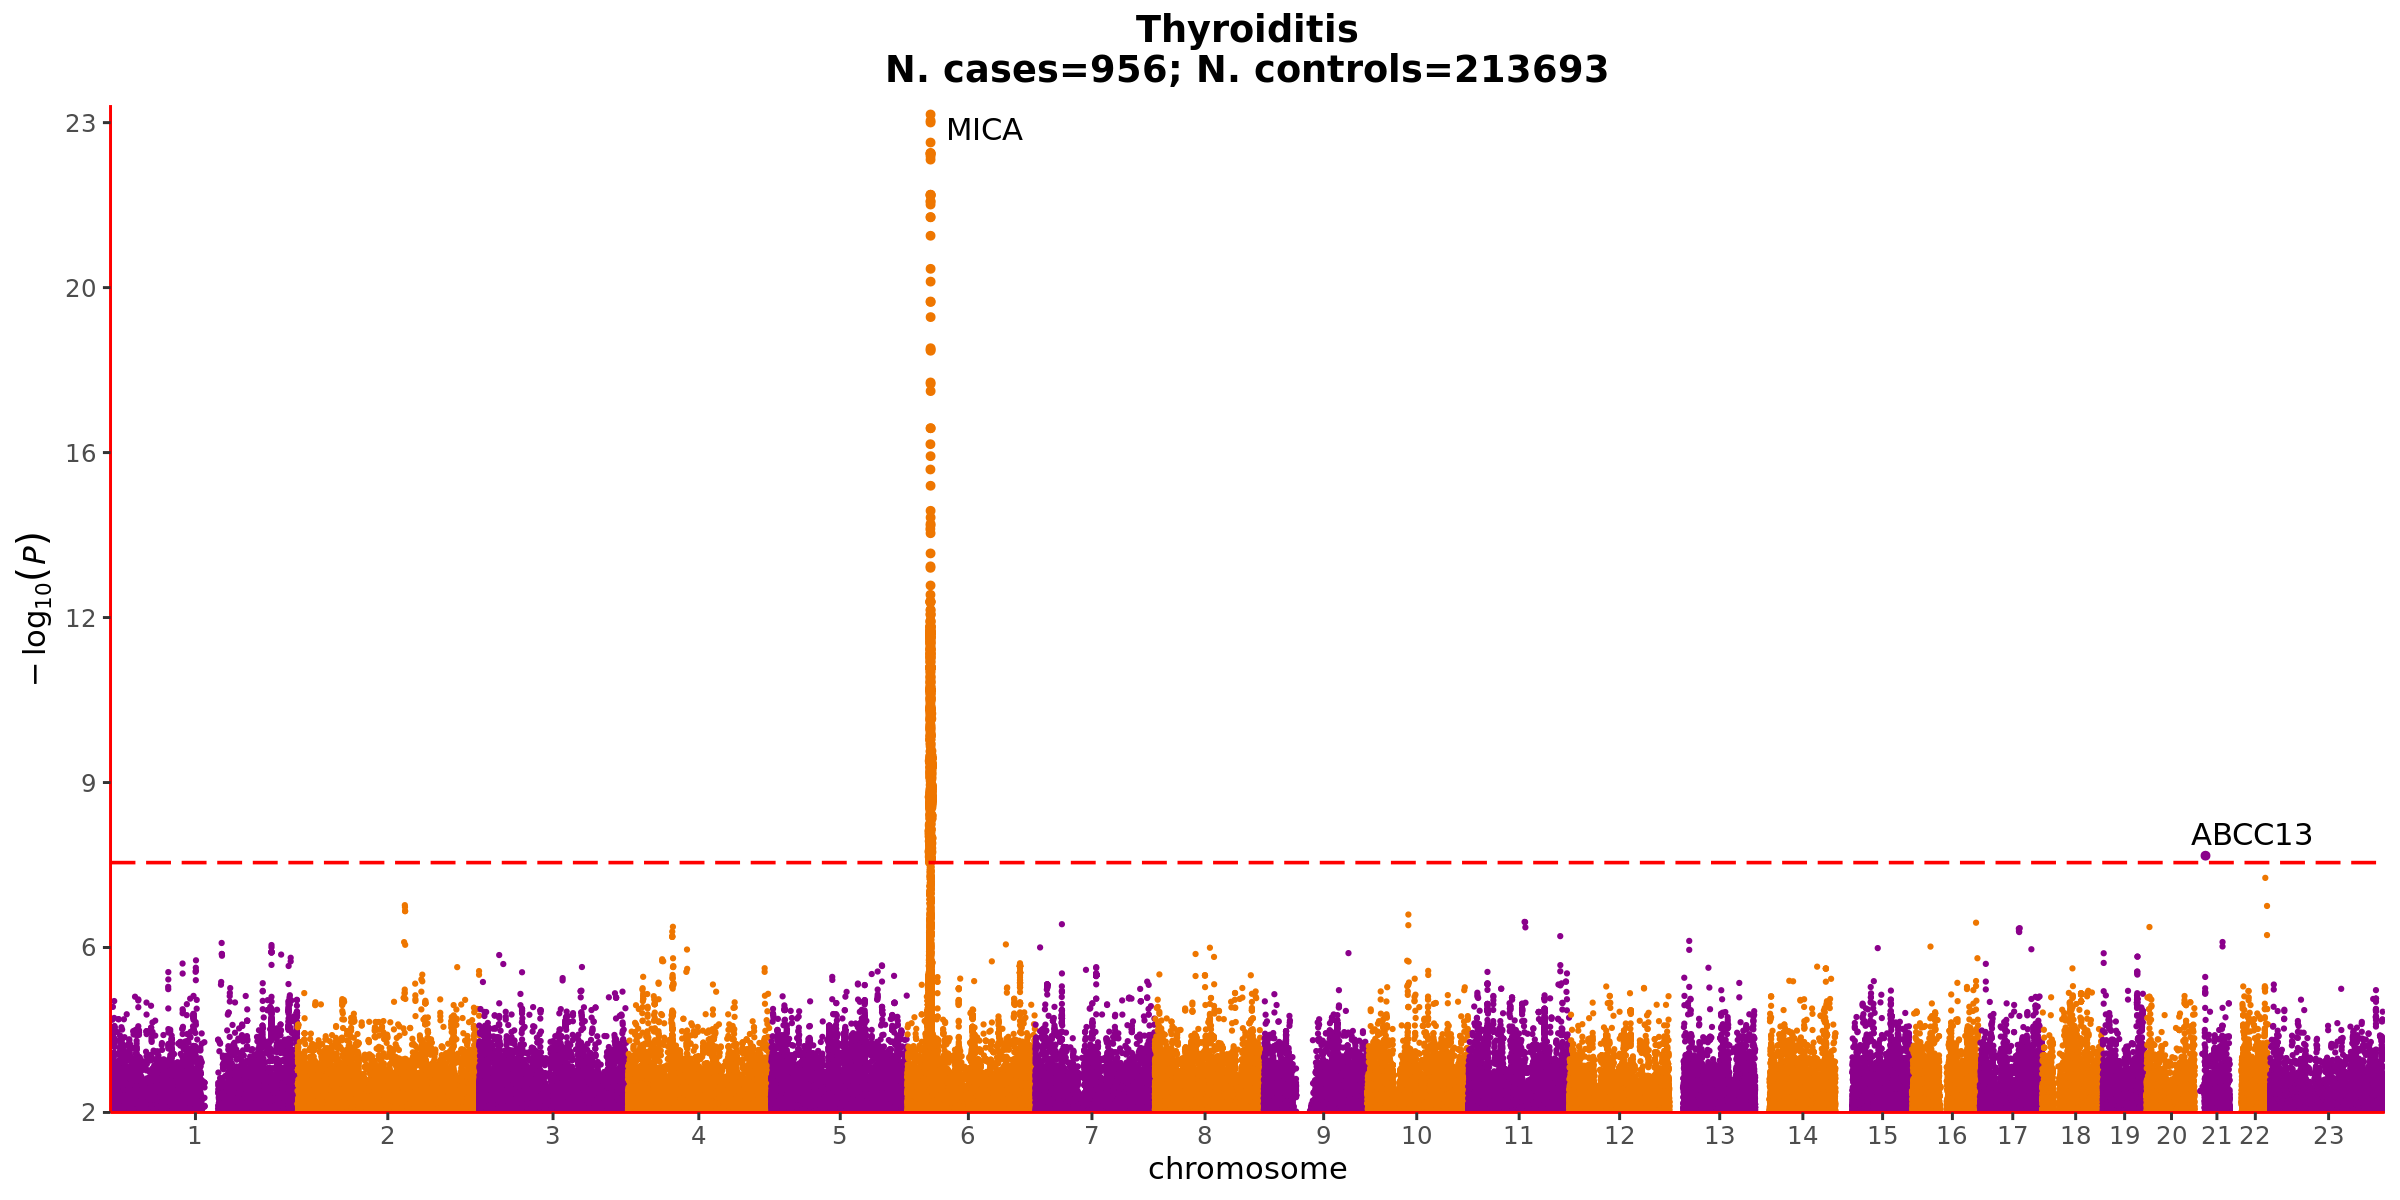 Thyroiditis
N. cases=956; N. controls=213693
23
MICA
20
16
− log10(P)
12
9
ABCC13
6
2
1 2 3 4 5 6 7 8 9 10 11 12 13 14 15 16 17 18 19 20 21 22 23
chromosome